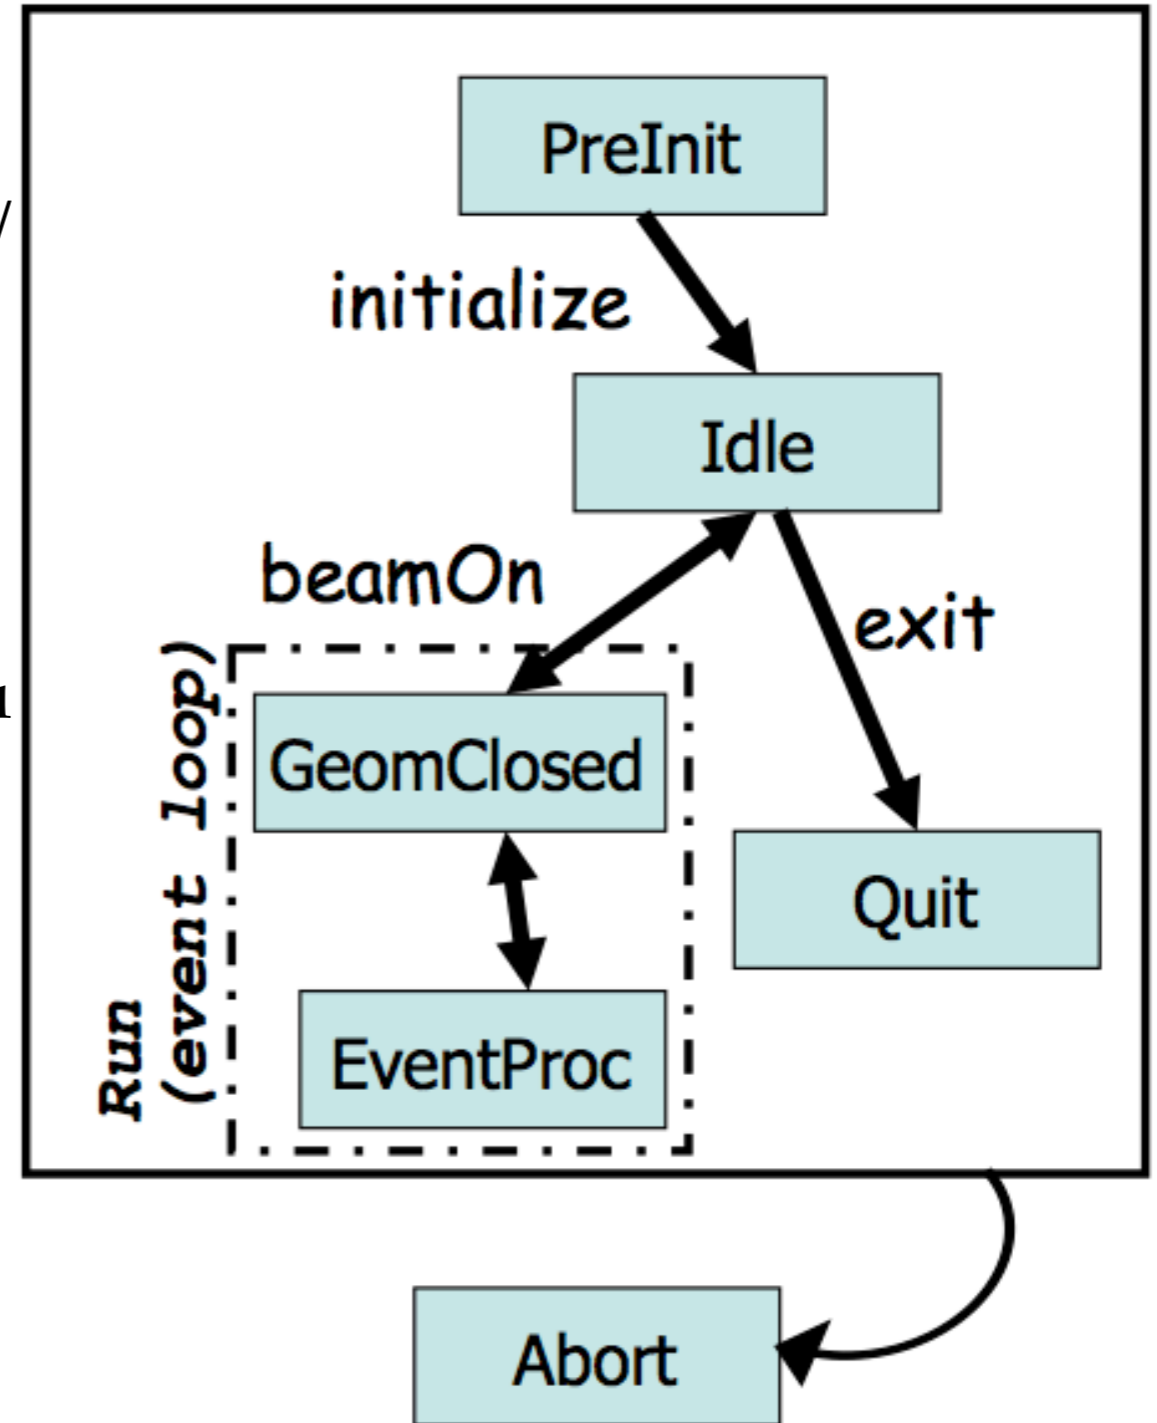 PreInit
/
initialize
Idle
beamOn
exit
Run
(event loop)
GeomClosed
Quit
EventProc
Abort